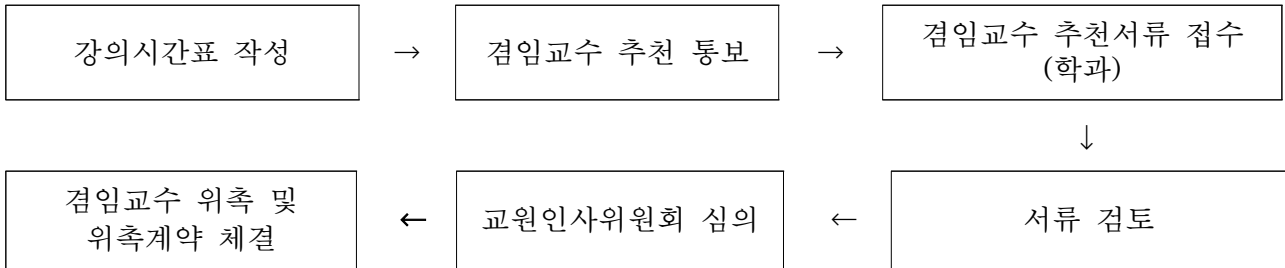 강의시간표 작성
→
겸임교수 추천 통보
→
겸임교수 추천서류 접수
(학과)
↓
겸임교수 위촉 및
위촉계약 체결
←
교원인사위원회 심의
←
서류 검토